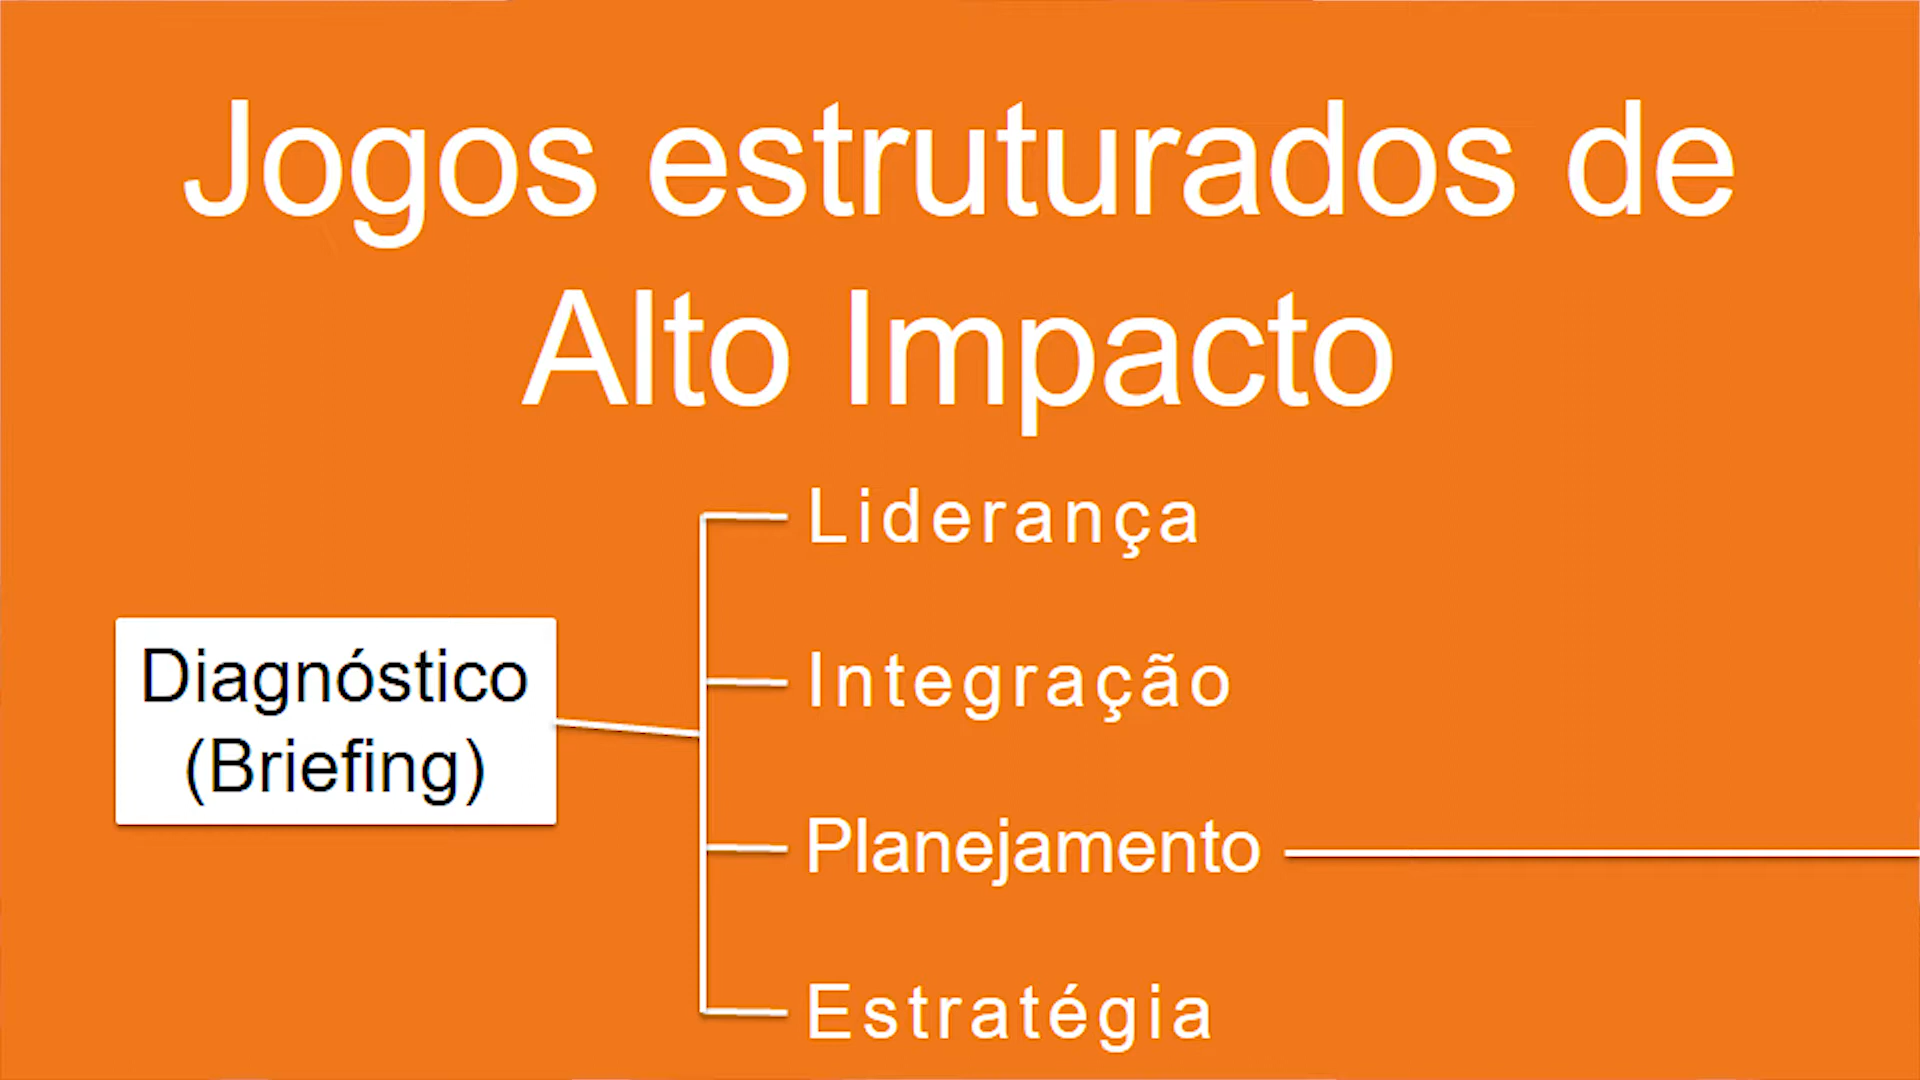 Jogos estruturados de
Alto Impacto
Liderança
Integração
Diagnóstico
(Briefing)
Planejamento
Estratégia